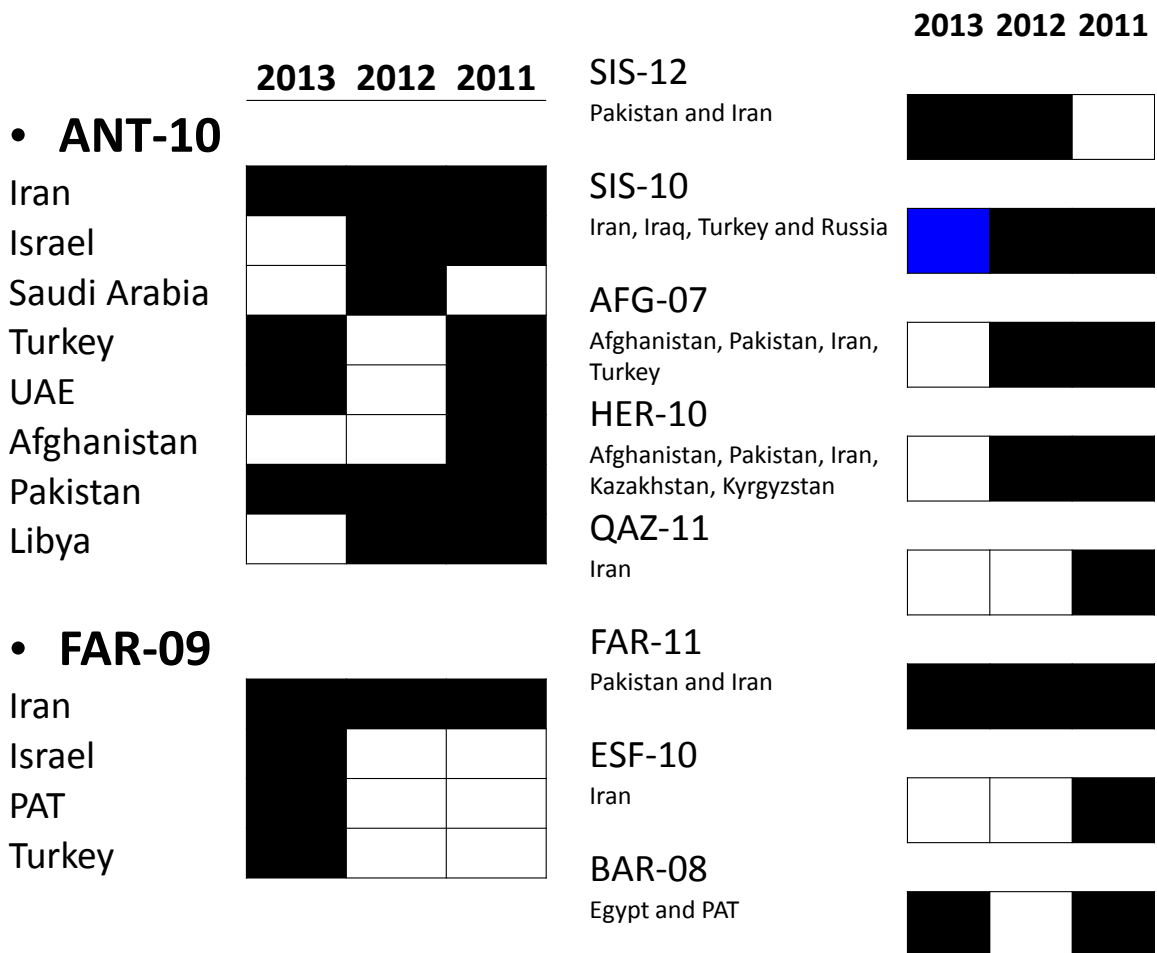 2013 2012 2011
• ANT-10
Iran
Israel
Saudi Arabia
Turkey
UAE
Afghanistan
Pakistan
Libya
• FAR-09
Iran
Israel
PAT
Turkey
2013 2012 2011
SIS-12
Pakistan and Iran
SIS-10
Iran, Iraq, Turkey and Russia
AFG-07
Afghanistan, Pakistan, Iran,
Turkey
HER-10
Afghanistan, Pakistan, Iran,
Kazakhstan, Kyrgyzstan
QAZ-11
Iran
FAR-11
Pakistan and Iran
ESF-10
Iran
BAR-08
Egypt and PAT